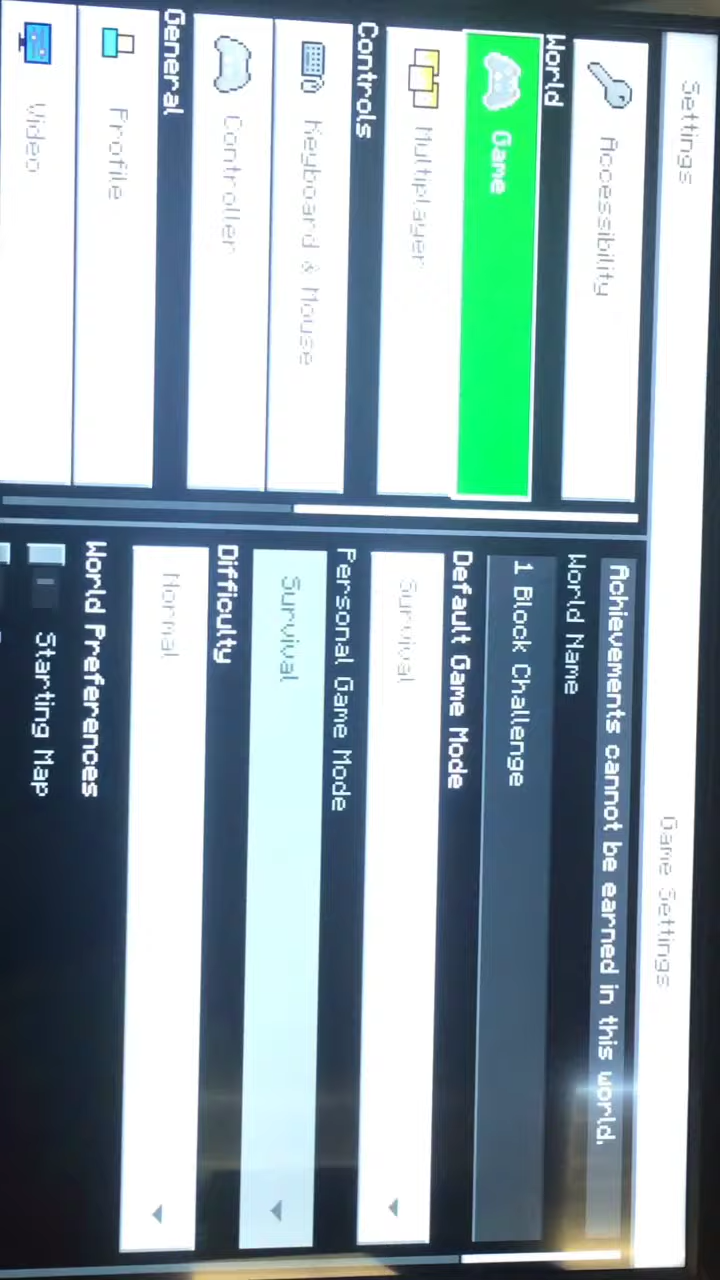 Settings
Accessibility
World
Game
Multiplayer
Controls
Keyboard & Mouse
Controller
General
Profile
Video
Game Settings
Achievements cannot be earned in this world.
World Name
1 Block Challenge
Default Game Mode
Survival
Personal Game Mode
Survival
Difficulty
Normal
World Preferences
Starting Map